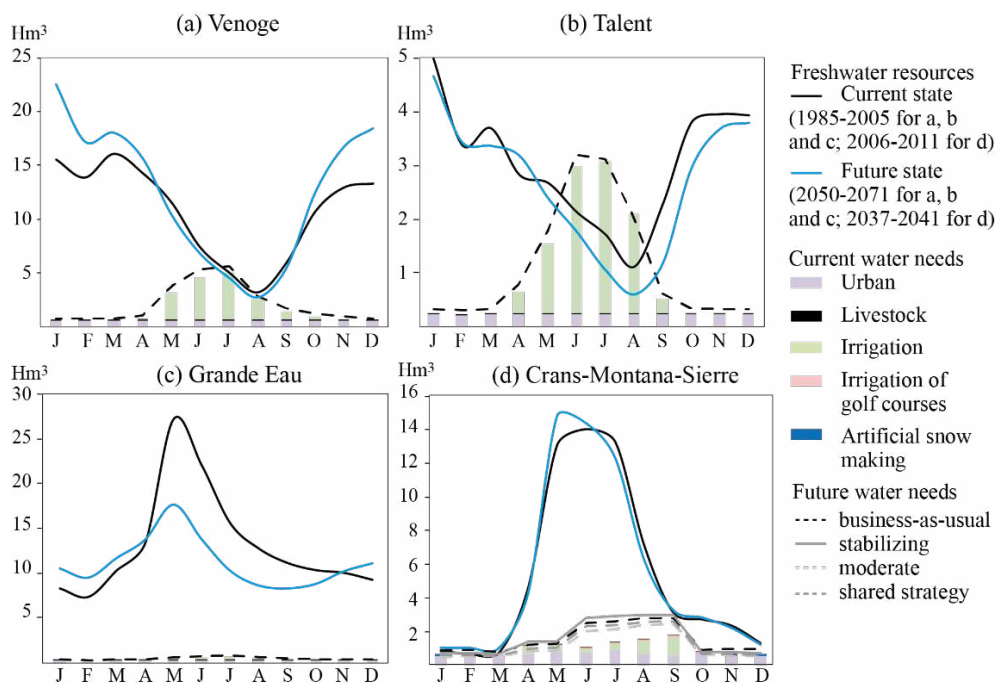 (a) Venoge
Hm³
25
20
15
10
5
J F M A M J J A S O N D
(b) Talent
Hm³
5
4
3
2
1
J F M A M J J A S O N D
(c) Grande Eau
Hm³
30
25
20
15
10
5
J F M A M J J A S O N D
(d) Crans-Montana-Sierre
Hm³
16
14
12
10
8
6
4
2
J F M A M J J A S O N D
Freshwater resources
Current state
(1985-2005 for a, b
and c; 2006-2011 for d)
Future state
(2050-2071 for a, b
and c; 2037-2041 for d)
Current water needs
Urban
Livestock
Irrigation
Irrigation of
golf courses
Artificial snow
making
Future water needs
business-as-usual
stabilizing
moderate
shared strategy